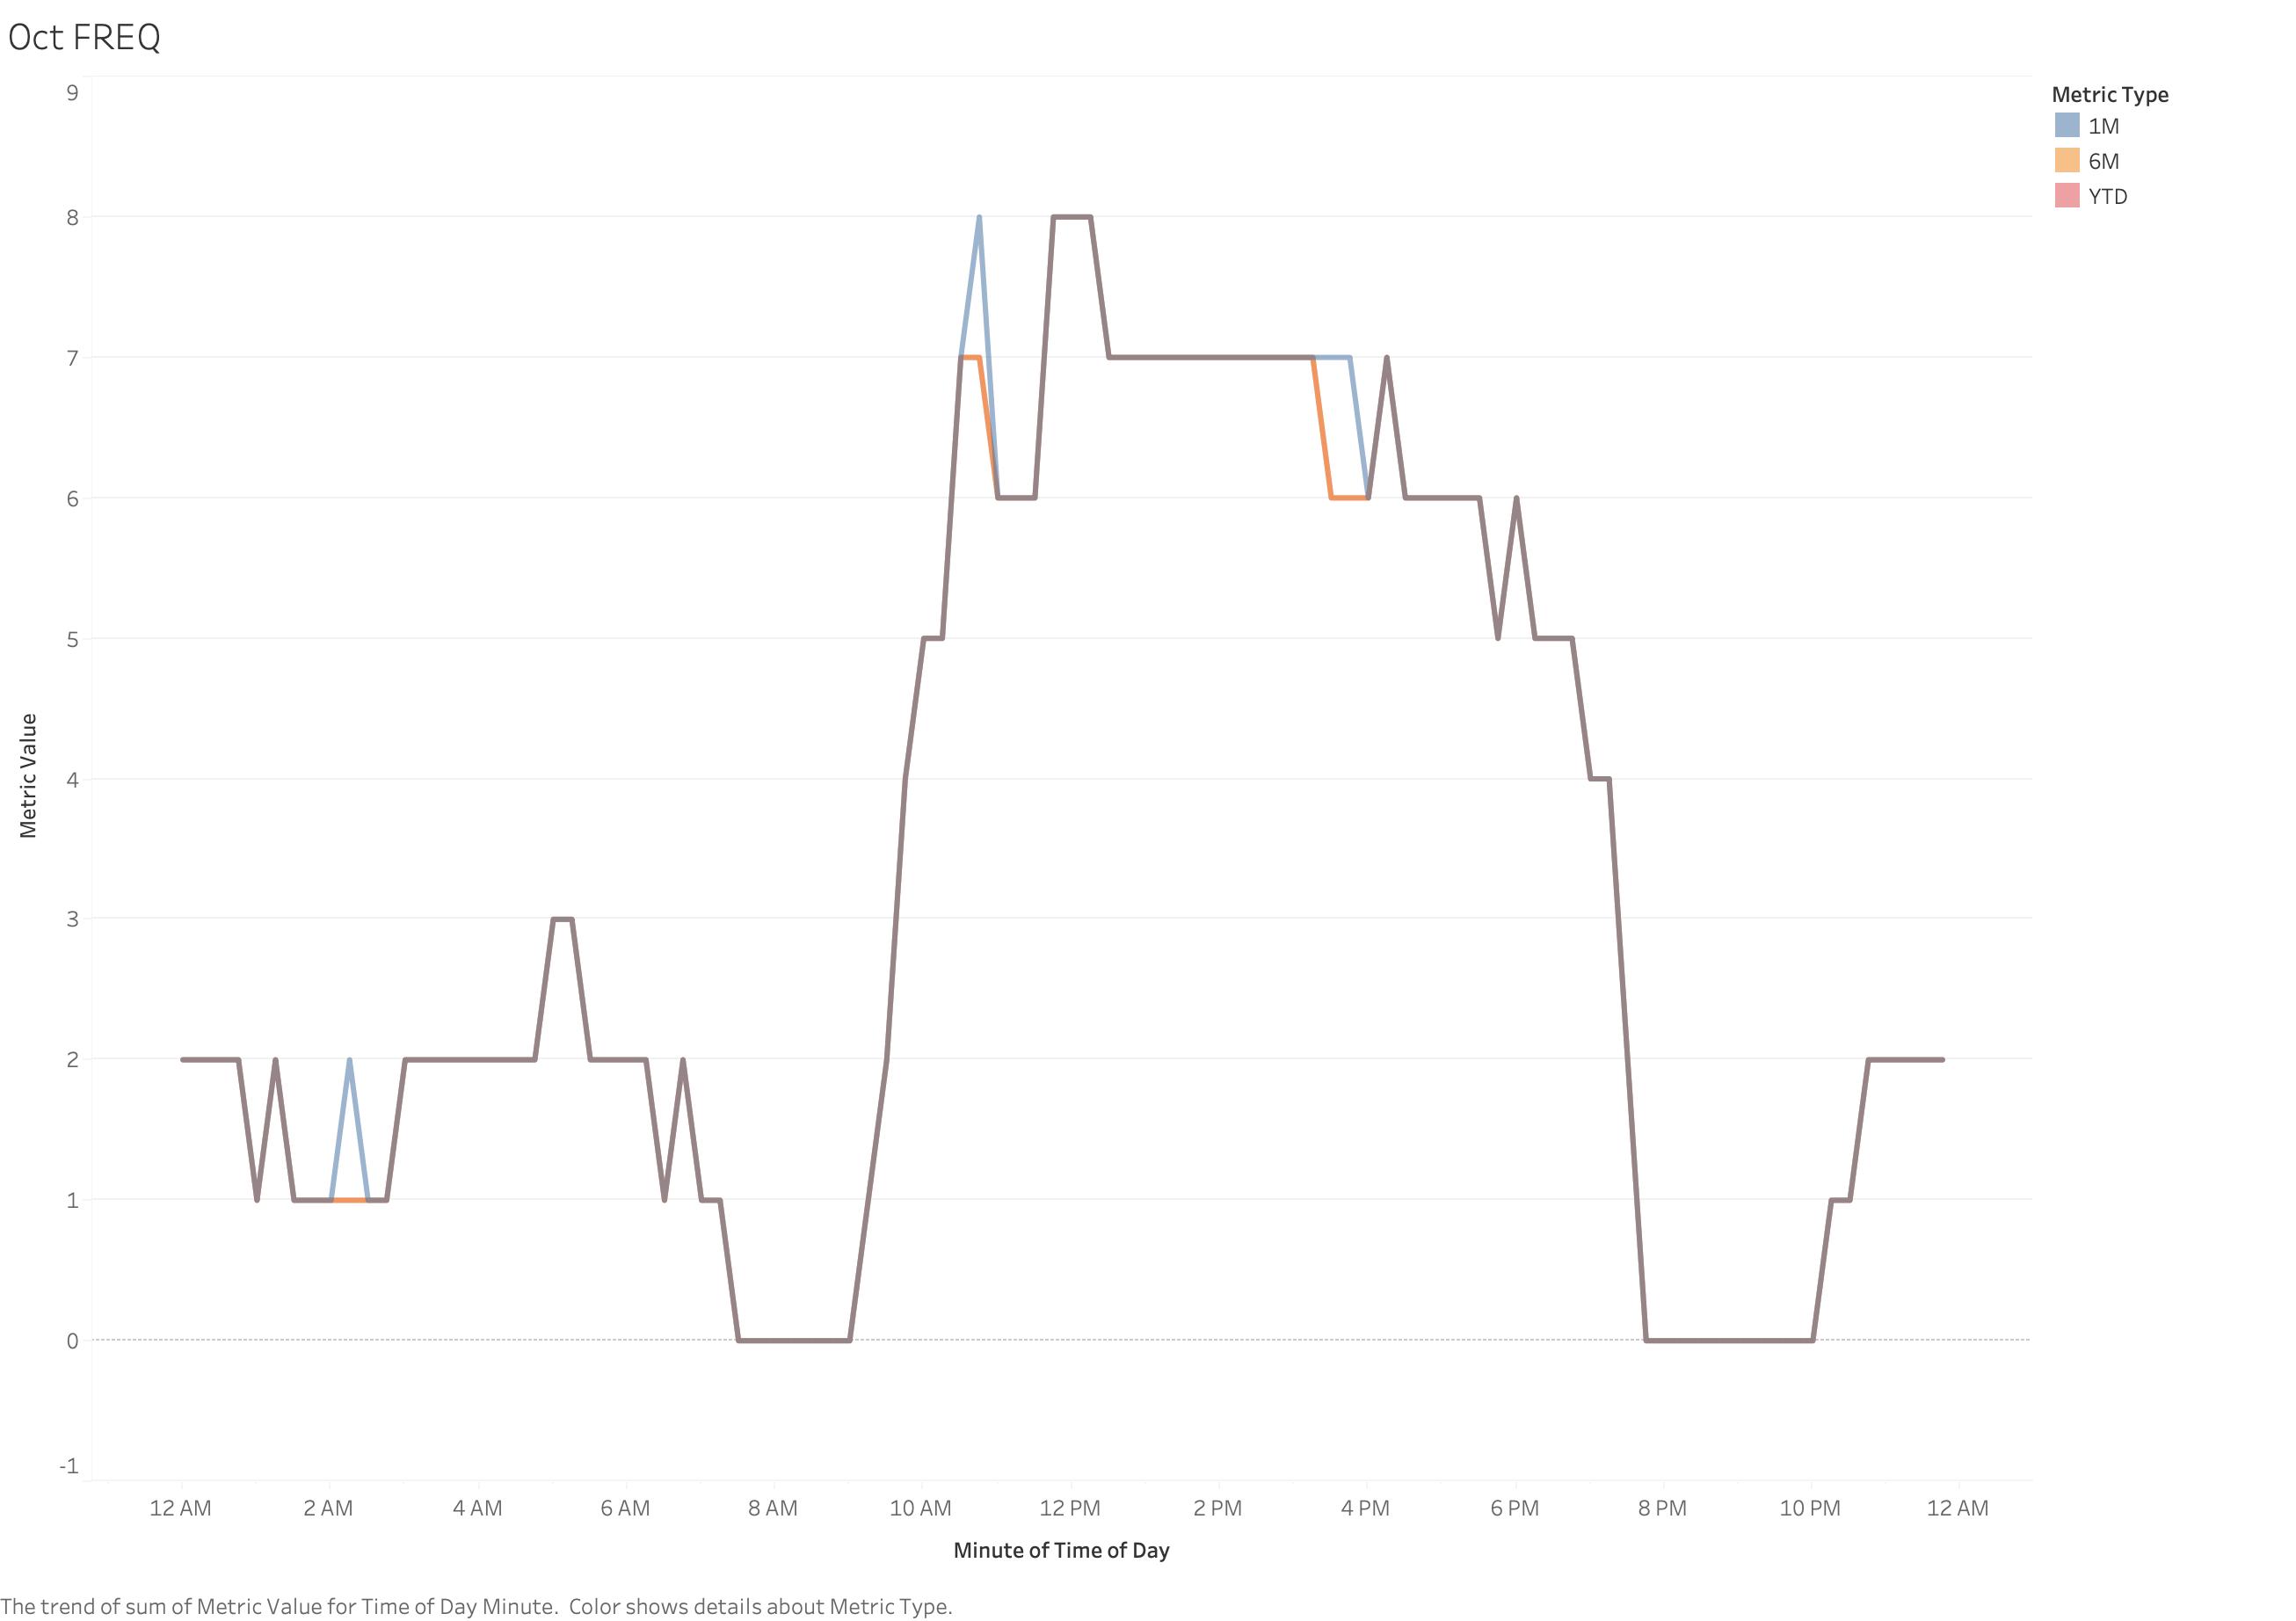 Oct FREQ
9
8
7
6
5
4
3
2
1
0
-1
Metric Value
12 AM
2 AM
4 AM
6 AM
8 AM
10 AM
12 PM
2 PM
4 PM
6 PM
8 PM
10 PM
12 AM
Minute of Time of Day
Metric Type
1M
6M
YTD
The trend of sum of Metric Value for Time of Day Minute.  Color shows details about Metric Type.